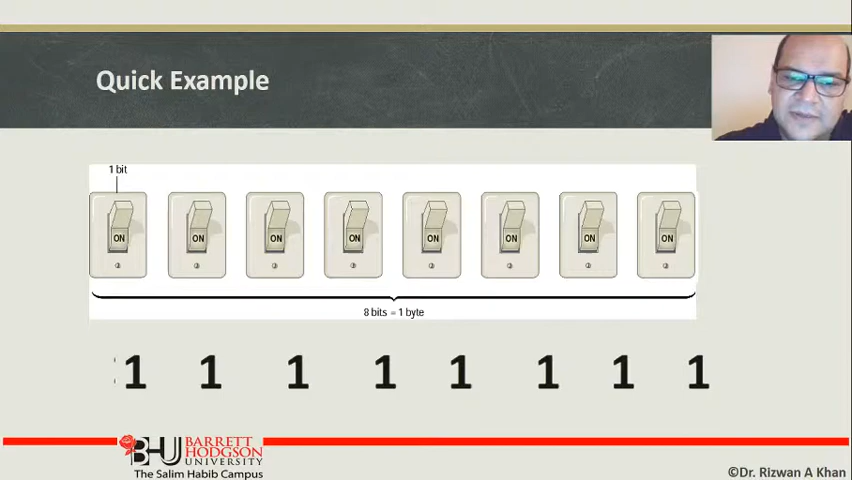 Quick Example
1 bit
ON ON ON ON ON ON ON ON
8 bits = 1 byte
1 1 1 1 1 1 1 1
BHU
BARRETT
HODGSON
UNIVERSITY
The Salim Habib Campus
©Dr. Rizwan A Khan